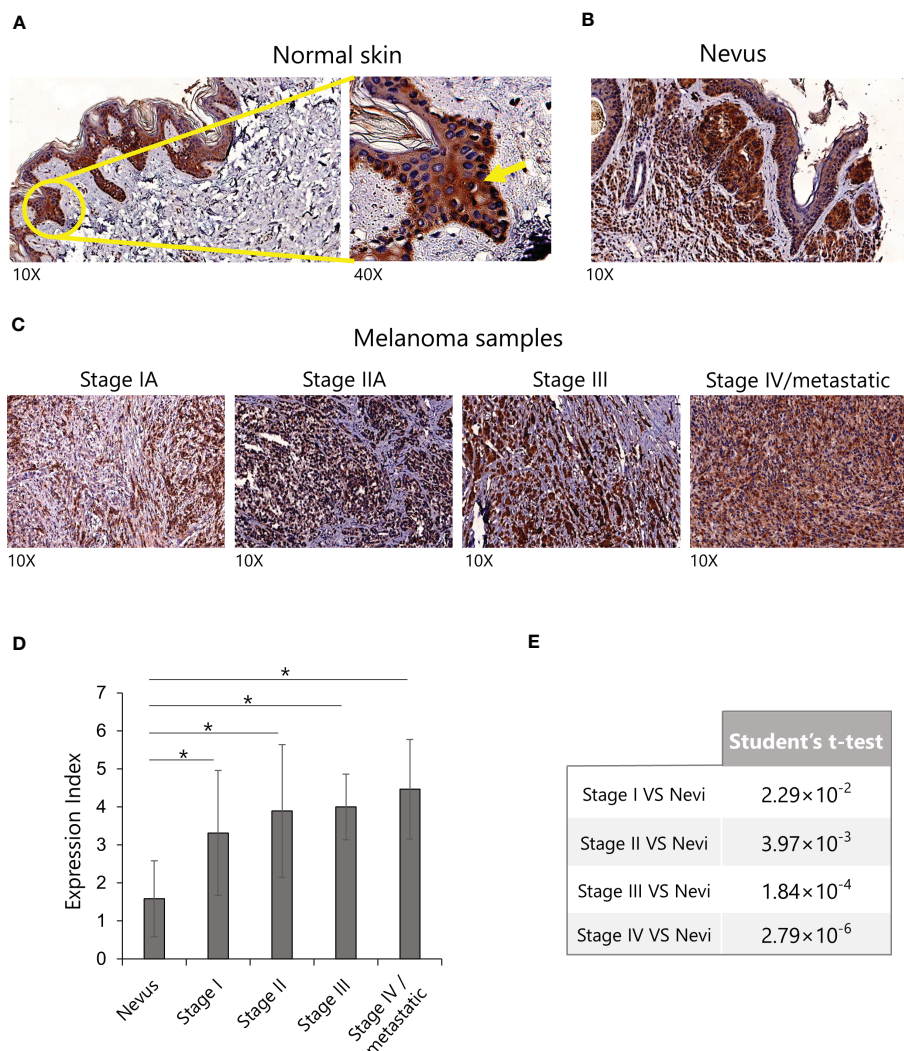 A
Normal skin
10X
40X
B
Nevus
10X
C
Melanoma samples
Stage IA
Stage IIA
Stage III
Stage IV/metastatic
10X
10X
10X
10X
D
Expression Index
7
6
5
4
3
2
1
0
*
*
*
*
Nevus
Stage I
Stage II
Stage III
Stage IV /
metastatic
E
Student's t-test
Stage I VS Nevi 2.29×10⁻²
Stage II VS Nevi 3.97×10⁻³
Stage III VS Nevi 1.84×10⁻⁴
Stage IV VS Nevi 2.79×10⁻⁶